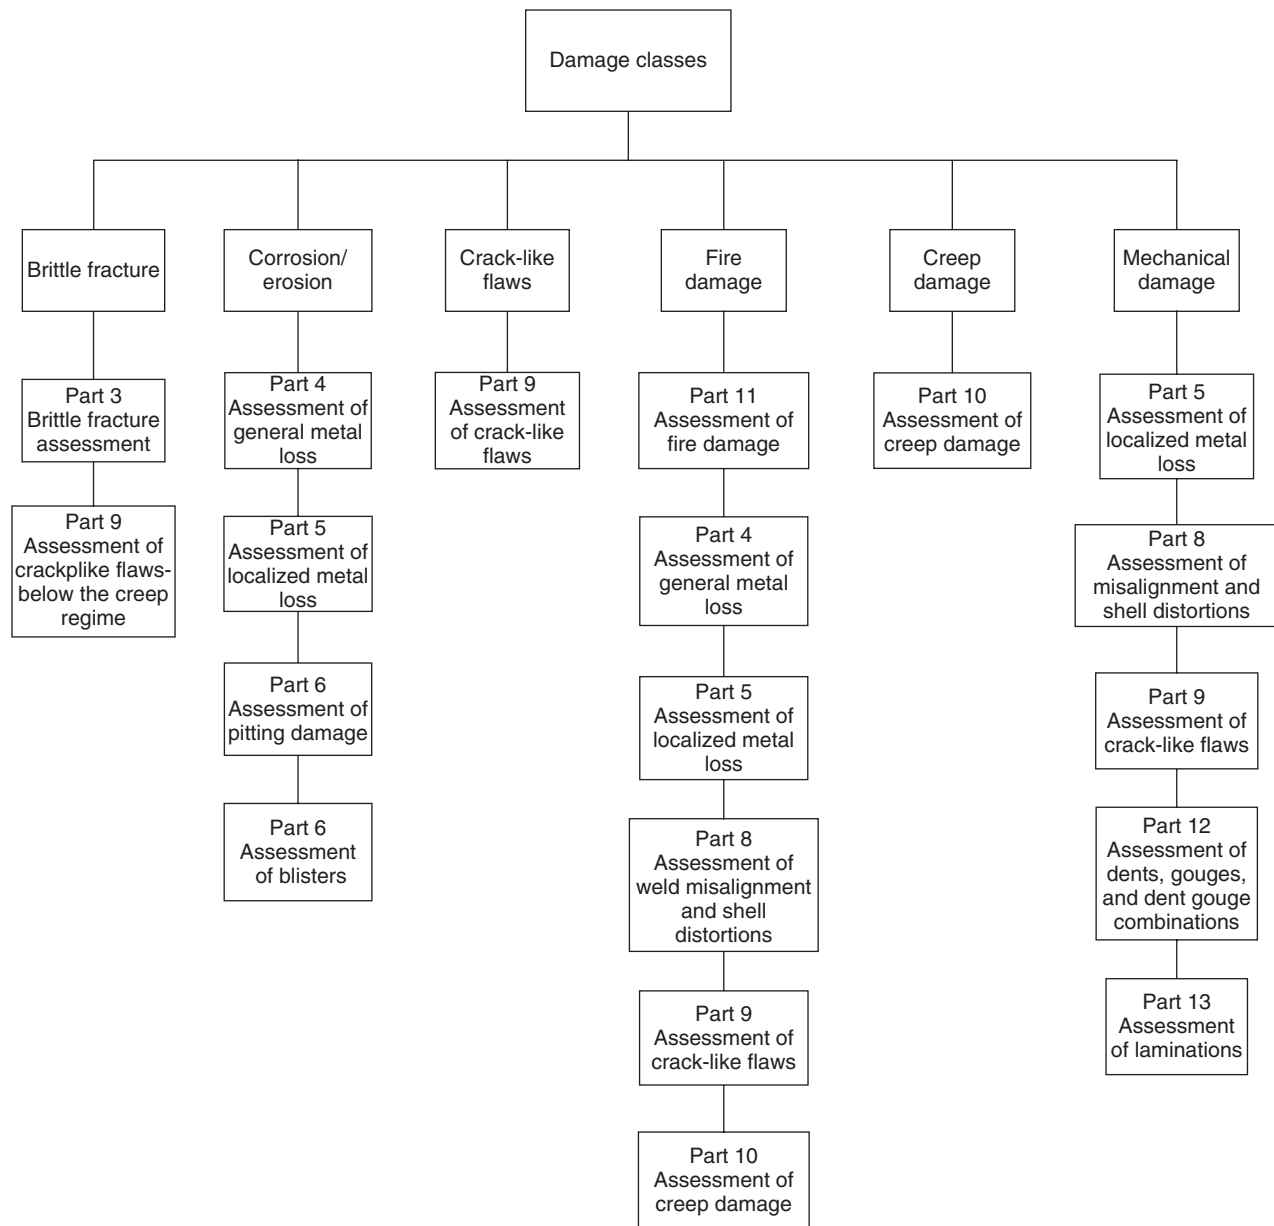 Damage classes
Brittle fracture
Corrosion/
erosion
Crack-like
flaws
Fire
damage
Creep
damage
Mechanical
damage
Part 3
Brittle fracture
assessment
Part 9
Assessment of
crackplike flaws-
below the creep
regime
Part 4
Assessment of
general metal
loss
Part 5
Assessment of
localized metal
loss
Part 6
Assessment of
pitting damage
Part 6
Assessment
of blisters
Part 9
Assessment
of crack-like
flaws
Part 11
Assessment of
fire damage
Part 4
Assessment of
general metal
loss
Part 5
Assessment of
localized metal
loss
Part 8
Assessment of
weld misalignment
and shell
distortions
Part 9
Assessment of
crack-like flaws
Part 10
Assessment of
creep damage
Part 10
Assessment of
creep damage
Part 5
Assessment of
localized metal
loss
Part 8
Assessment of
misalignment and
shell distortions
Part 9
Assessment of
crack-like flaws
Part 12
Assessment of
dents, gouges,
and dent gouge
combinations
Part 13
Assessment
of laminations